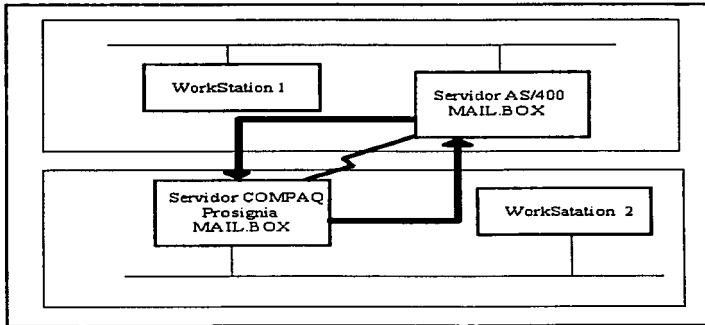 WorkStation 1
Servidor AS/400
MAIL.BOX
Servidor COMPAQ
Prosignia
MAIL.BOX
WorkSatation 2